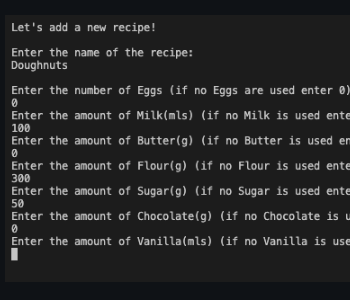 Let's add a new recipe!
Enter the name of the recipe:
Doughnuts
Enter the number of Eggs (if no Eggs are used enter 0)
0
Enter the amount of Milk(mls) (if no Milk is used ente
100
Enter the amount of Butter(g) (if no Butter is used en
0
Enter the amount of Flour(g) (if no Flour is used ente
300
Enter the amount of Sugar(g) (if no Sugar is used ente
50
Enter the amount of Chocolate(g) (if no Chocolate is u
0
Enter the amount of Vanilla(mls) (if no Vanilla is use